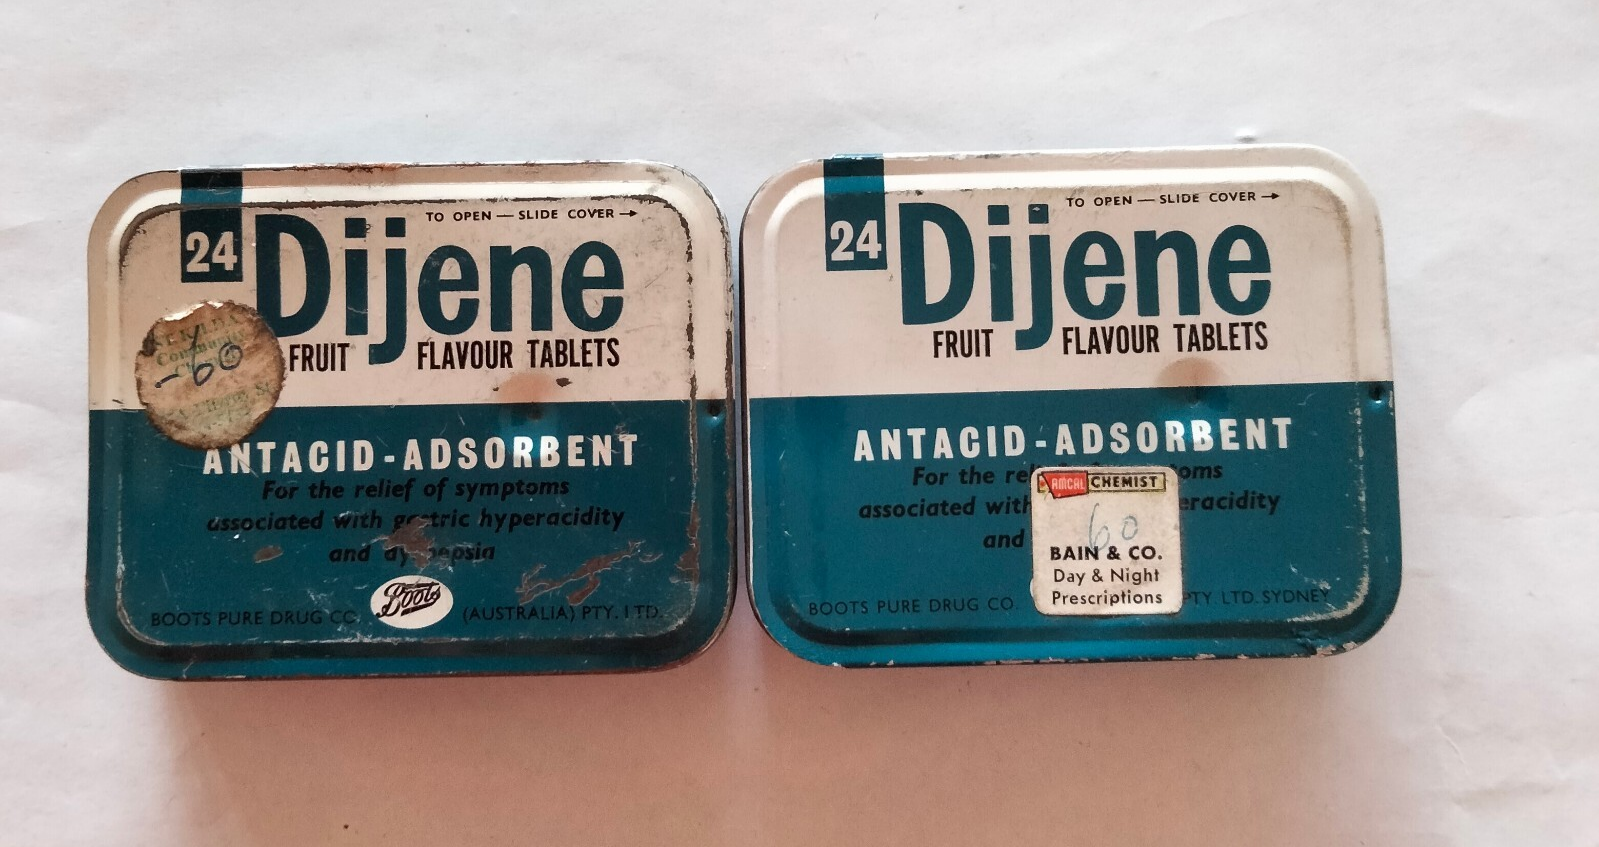 TO OPEN — SLIDE COVER →
24 Dijene
FRUIT FLAVOUR TABLETS
-60
ANTACID-ADSORBENT
For the relief of symptoms
associated with gastric hyperacidity
and dyspepsia
Boots
BOOTS PURE DRUG CO. (AUSTRALIA) PTY. LTD.
TO OPEN — SLIDE COVER →
24 Dijene
FRUIT FLAVOUR TABLETS
ANTACID-ADSORBENT
For the
associated with
and
AMCAL CHEMIST
60
BAIN & CO.
Day & Night
Prescriptions
BOOTS PURE DRUG CO. PTY. LTD. SYDNEY